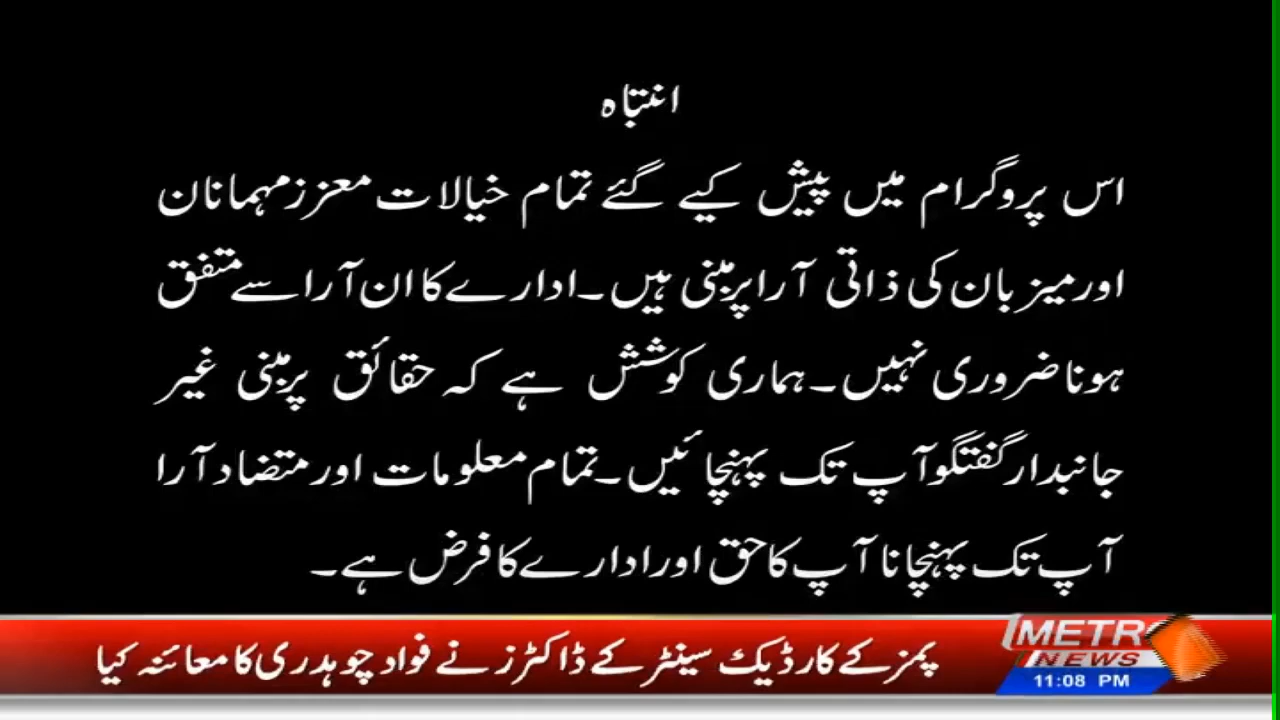 انتباہ
اس پروگرام میں پیش کیے گئے تمام خیالات معزز مہمانان
اور میزبان کی ذاتی آرا پر مبنی ہیں۔ ادارے کا ان آرا سے متفق
ہونا ضروری نہیں۔ ہماری کوشش ہے کہ حقائق پر مبنی غیر
جانبدار گفتگو آپ تک پہنچائیں۔ تمام معلومات اور متضاد آرا
آپ تک پہنچانا آپ کا حق اور ادارے کا فرض ہے۔
پمز کے کارڈیک سینٹر کے ڈاکٹرز نے فواد چوہدری کا معائنہ کیا
METR
NEWS
11:08 PM